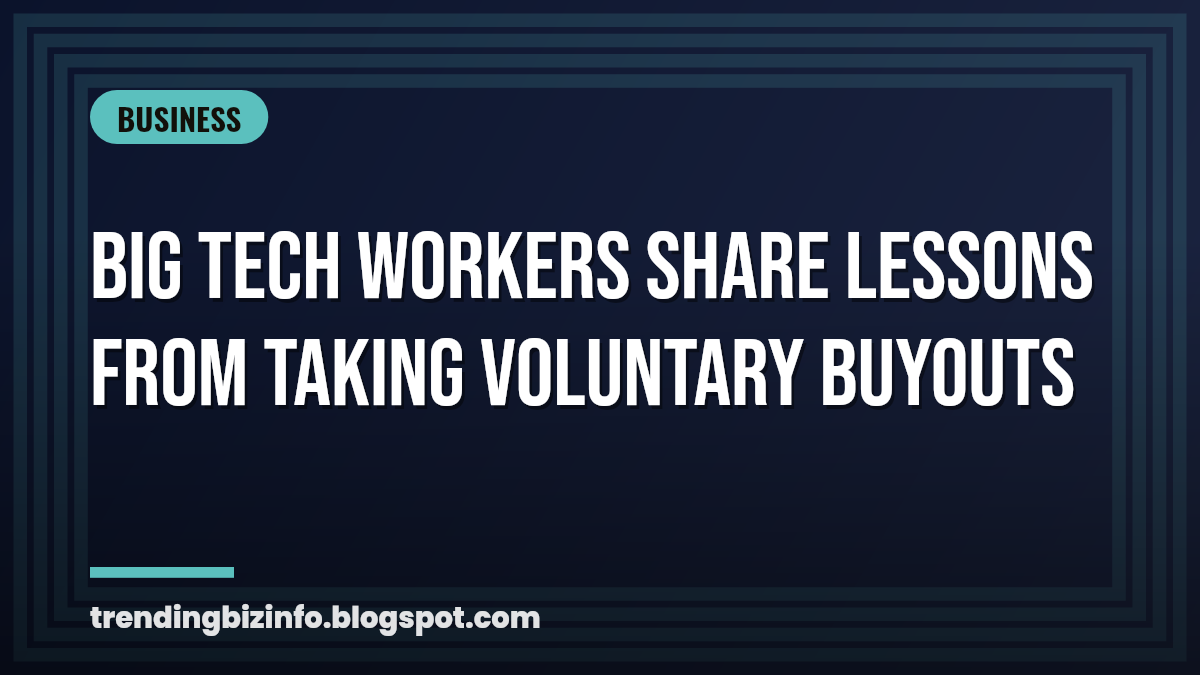 BUSINESS
BIG TECH WORKERS SHARE LESSONS
FROM TAKING VOLUNTARY BUYOUTS
trendingbizinfo.blogspot.com